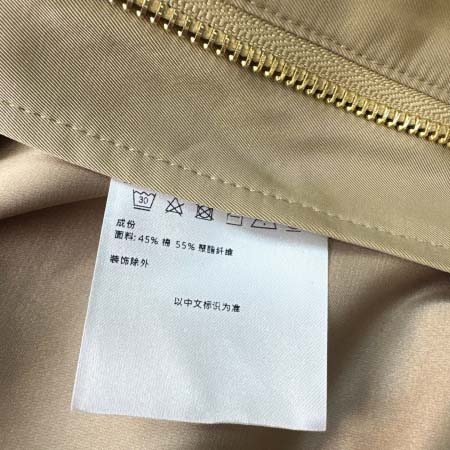 30
成份
面料: 45% 棉 55% 聚酯纤维
装饰除外
以中文标识为准